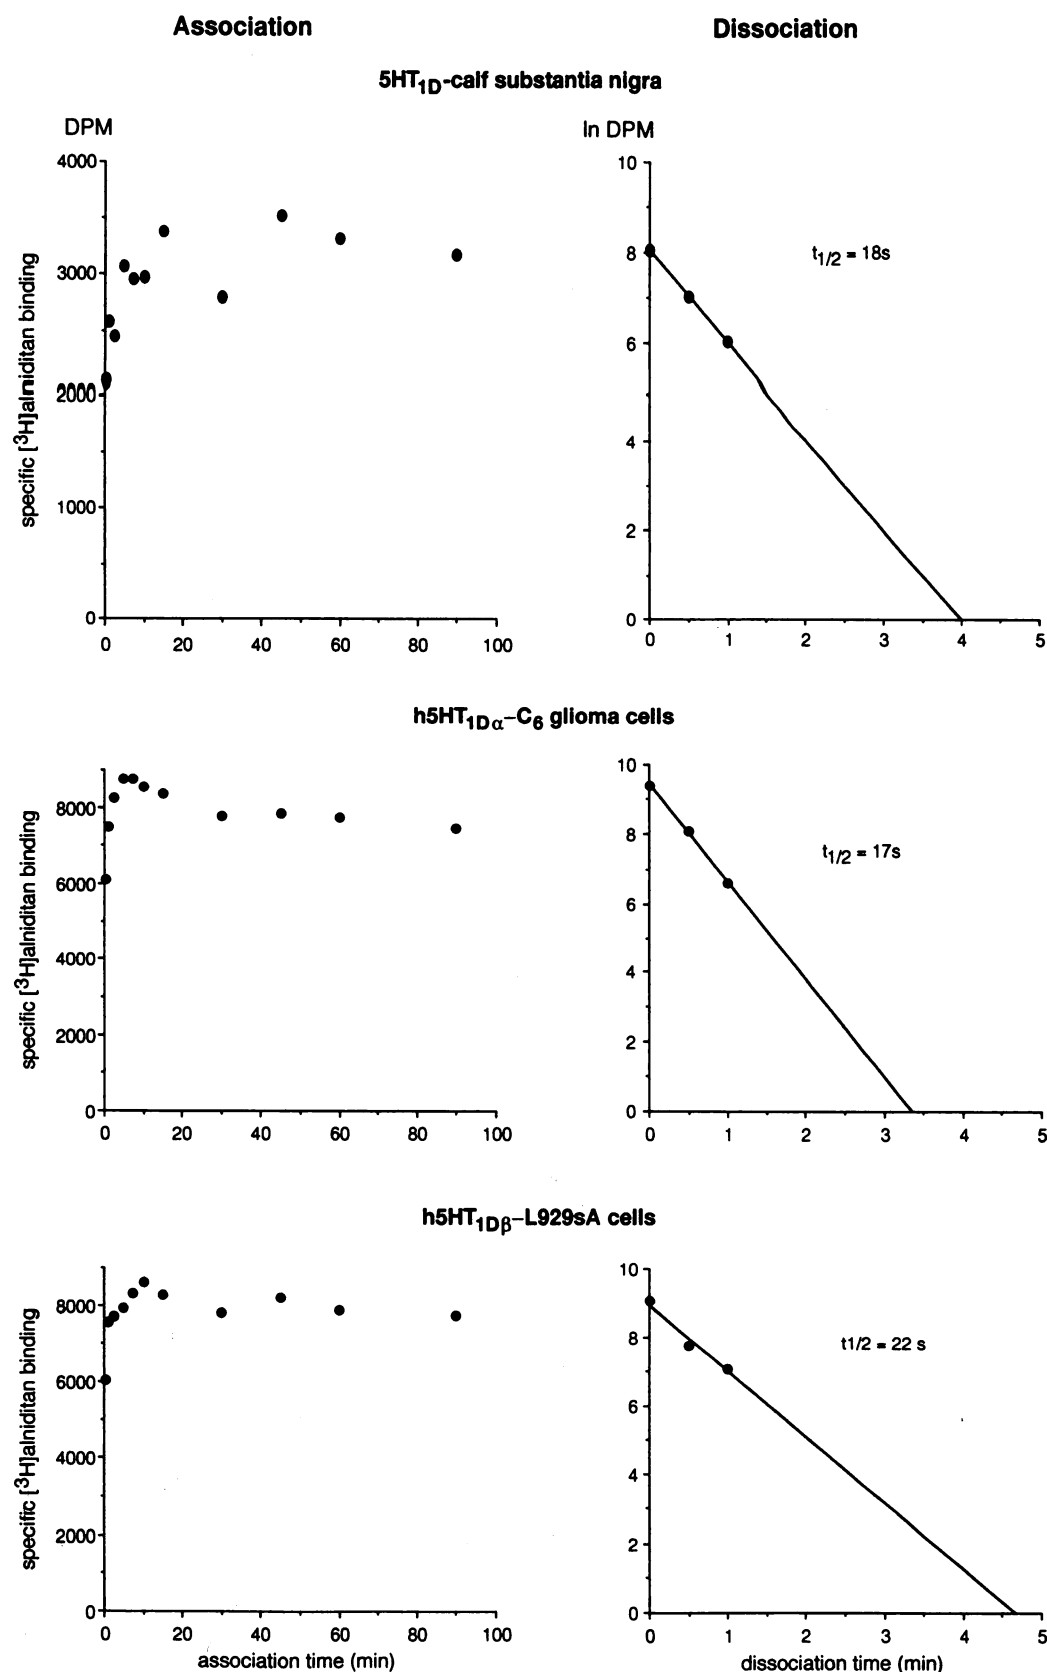 Association
Dissociation
5HT1D-calf substantia nigra
DPM
4000
3000
2000
1000
0
0 20 40 60 80 100
specific [3H]alniditan binding
ln DPM
10
8
6
4
2
0
0 1 2 3 4 5
t1/2 = 18s
h5HT1Dα–C6 glioma cells
8000
6000
4000
2000
0
0 20 40 60 80 100
specific [3H]alniditan binding
10
8
6
4
2
0
0 1 2 3 4 5
t1/2 = 17s
h5HT1Dβ–L929sA cells
8000
6000
4000
2000
0
0 20 40 60 80 100
specific [3H]alniditan binding
association time (min)
10
8
6
4
2
0
0 1 2 3 4 5
t1/2 = 22 s
dissociation time (min)